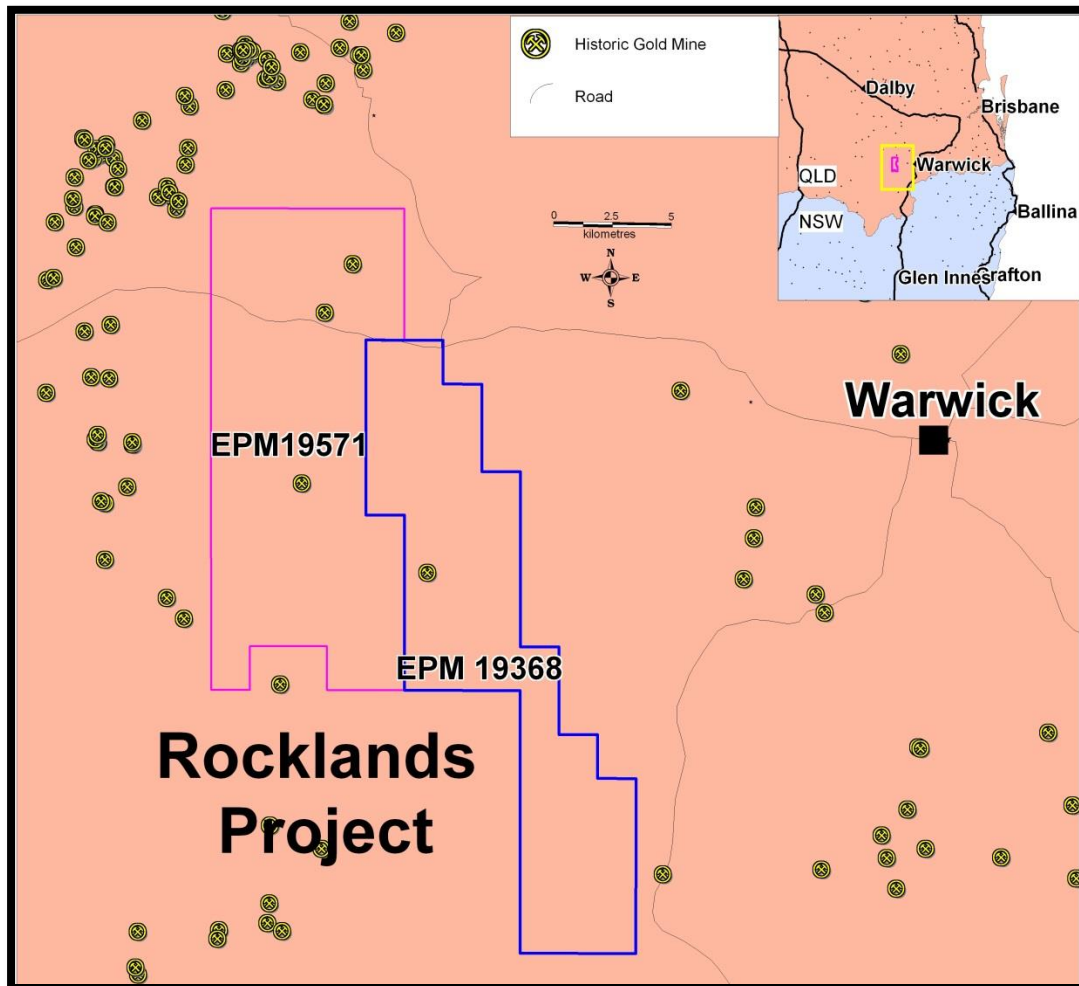 Historic Gold Mine
Road
Dalby
Brisbane
Warwick
QLD
Ballina
NSW
Glen Innes
Grafton
0 2.5 5
kilometres
N
W E
S
Warwick
EPM19571
EPM 19368
Rocklands
Project